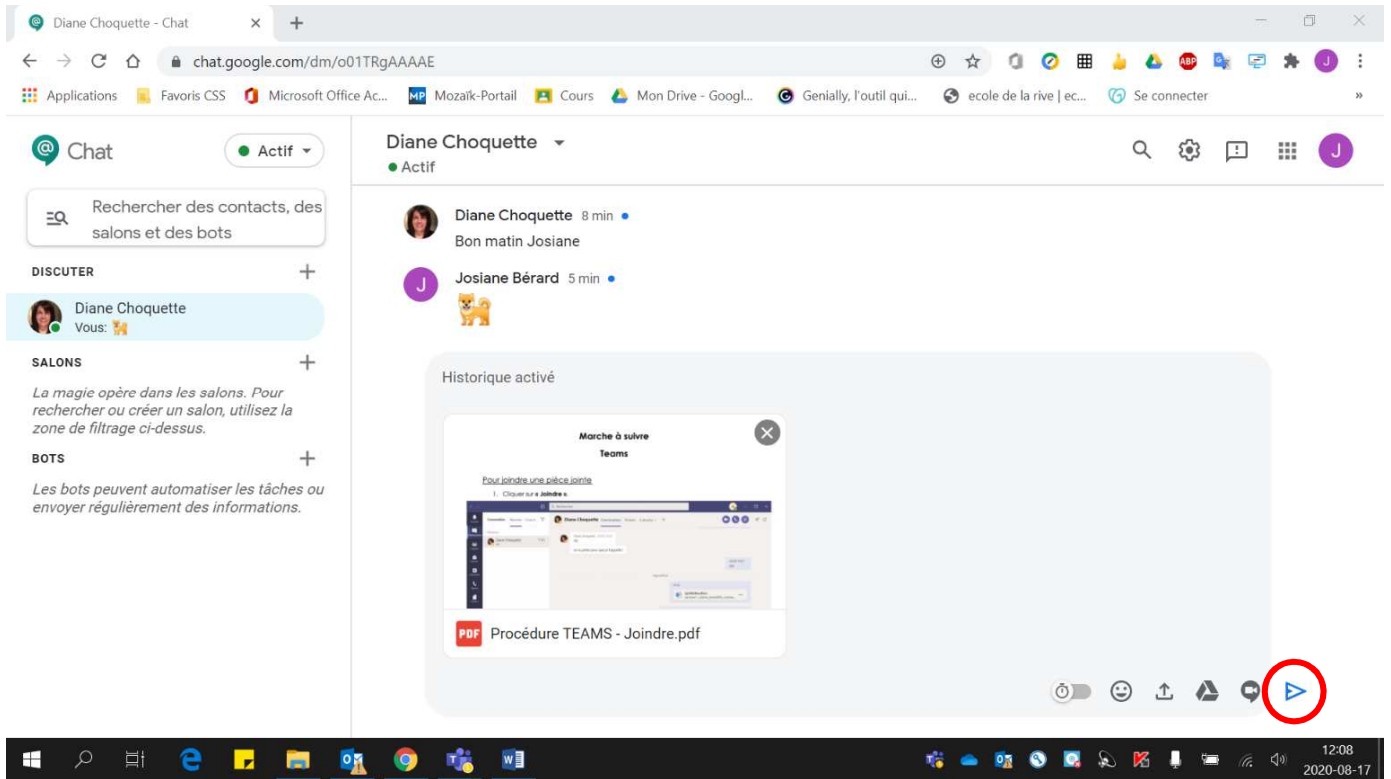 Diane Choquette - Chat
chat.google.com/dm/o01TRgAAAAE
ABP
J
Applications
Favoris CSS
Microsoft Office Ac...
MP Mozaïk-Portail
Cours
Mon Drive - Googl...
Genially, l'outil qui...
ecole de la rive | ec...
Se connecter
»
Chat
Actif
Diane Choquette
Actif
J
Rechercher des contacts, des
salons et des bots
DISCUTER
Diane Choquette
Vous:
SALONS
La magie opère dans les salons. Pour
rechercher ou créer un salon, utilisez la
zone de filtrage ci-dessus.
BOTS
Les bots peuvent automatiser les tâches ou
envoyer régulièrement des informations.
Diane Choquette 8 min
Bon matin Josiane
J
Josiane Bérard 5 min
Historique activé
Marche à suivre
Teams
Pour joindre une pièce jointe
1. Cliquer sur « Joindre ».
Diane Choquette
PDF Procédure TEAMS - Joindre.pdf
12:08
2020-08-17